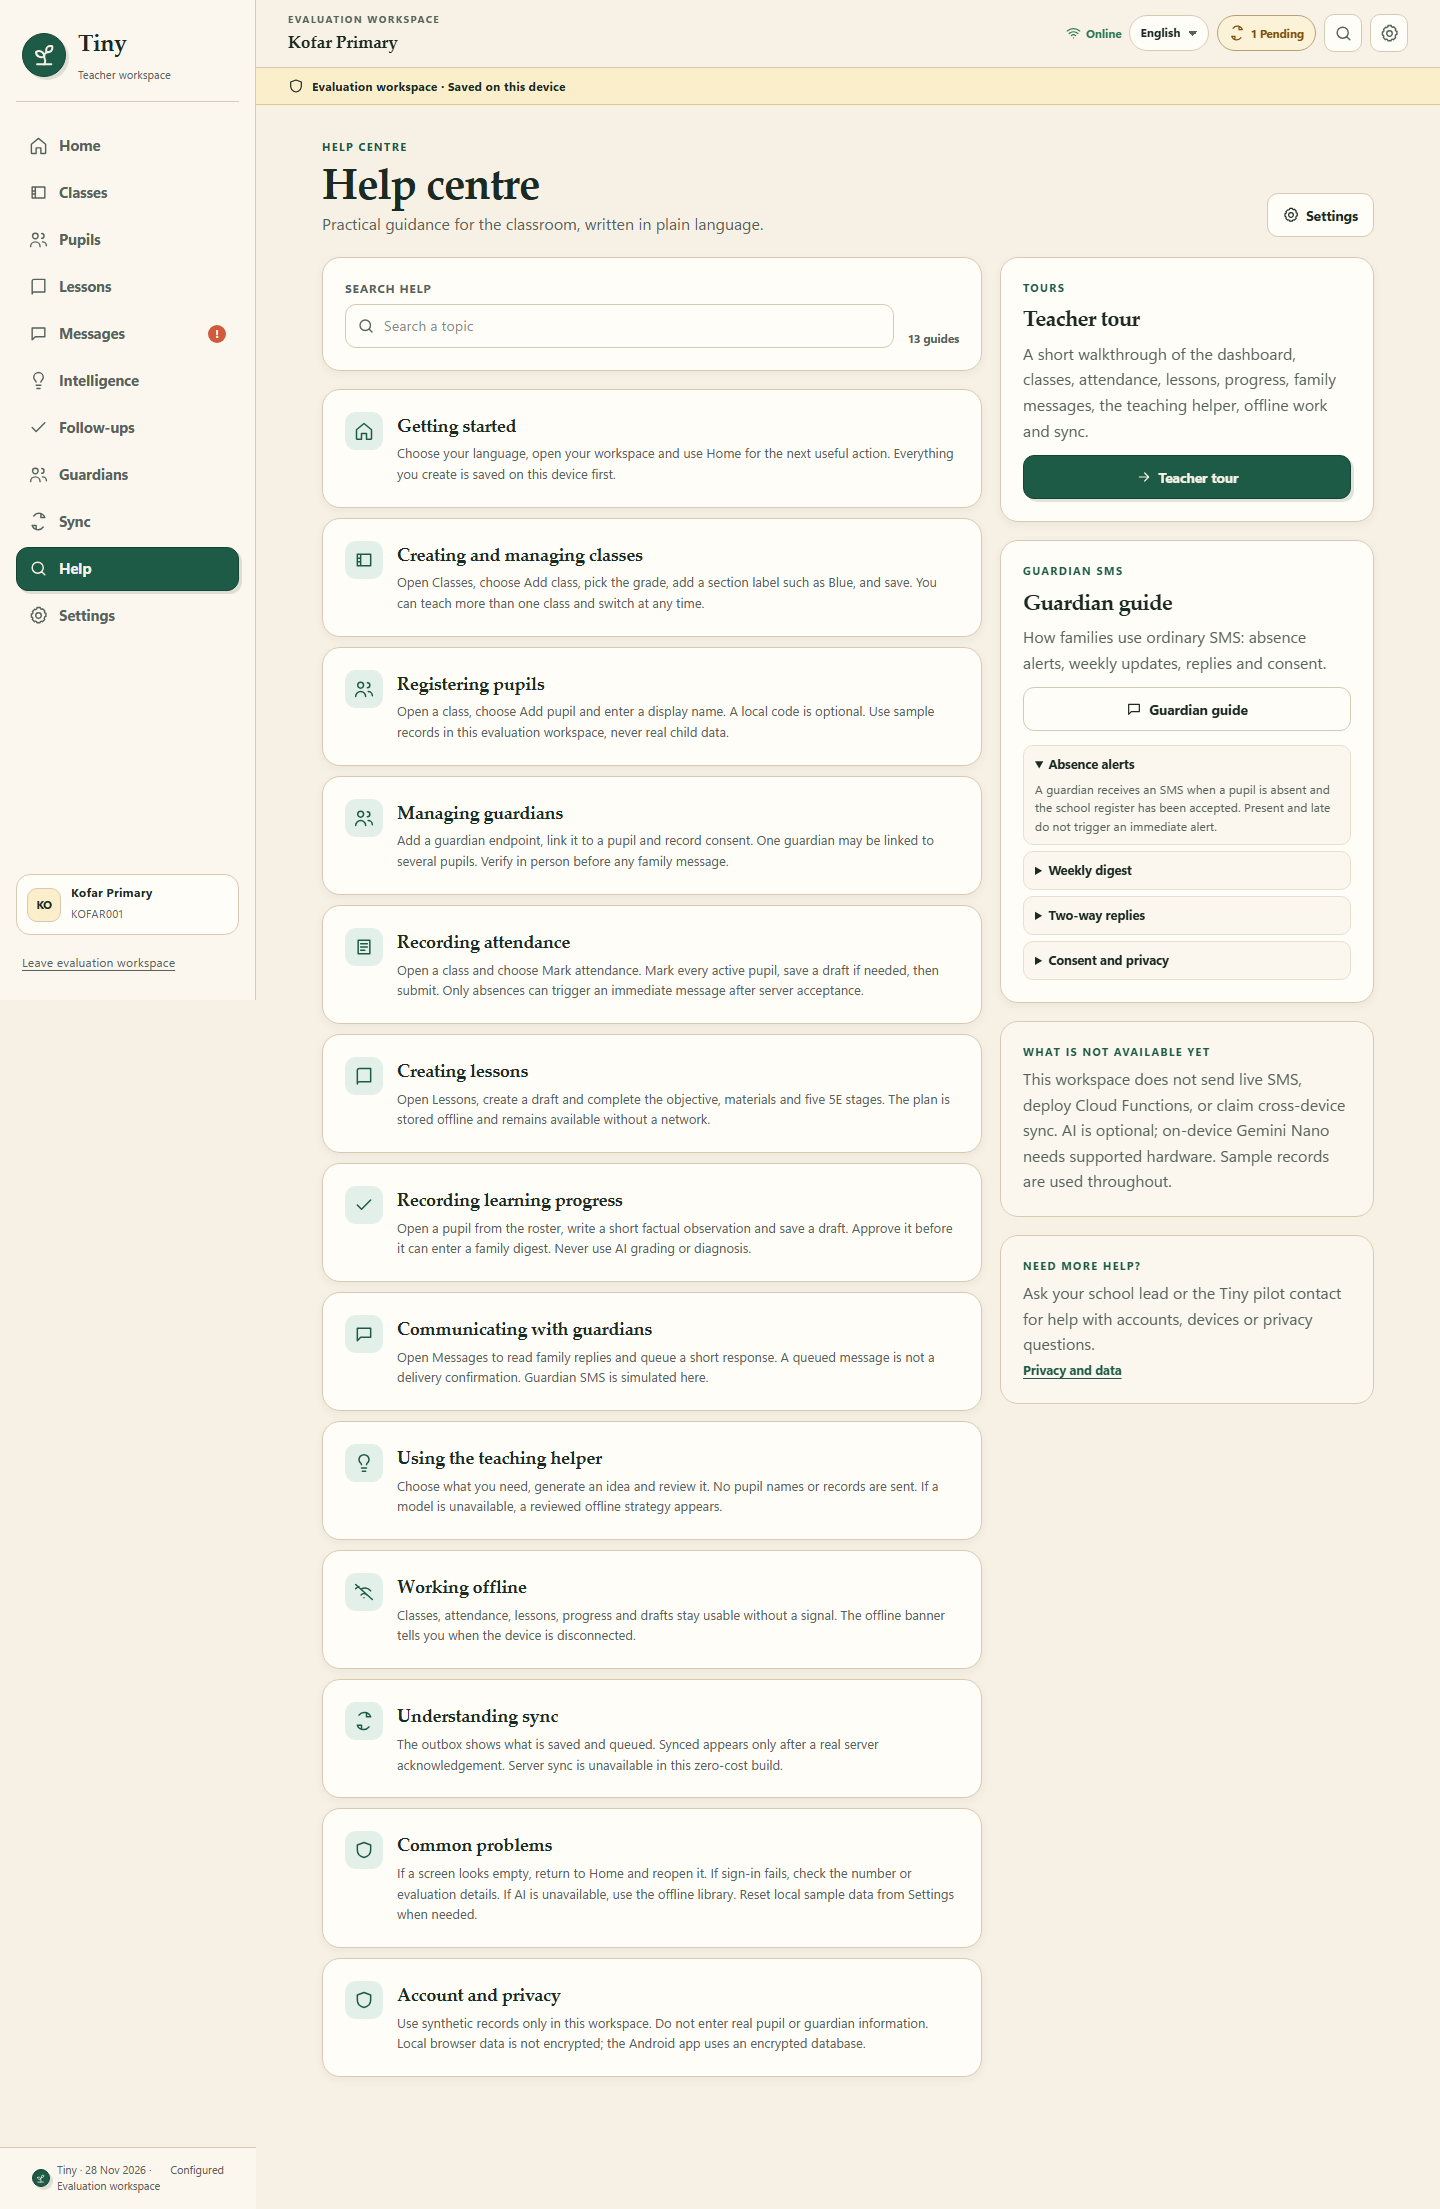 Tiny
Teacher workspace
Home
Classes
Pupils
Lessons
Messages
!
Intelligence
Follow-ups
Guardians
Sync
Help
Settings
KO
Kofar Primary
KOFAR001
Leave evaluation workspace
Tiny · 28 Nov 2026 ·
Evaluation workspace
Configured
EVALUATION WORKSPACE
Kofar Primary
Online
English
1 Pending
Evaluation workspace · Saved on this device
HELP CENTRE
Help centre
Practical guidance for the classroom, written in plain language.
Settings
SEARCH HELP
Search a topic
13 guides
Getting started
Choose your language, open your workspace and use Home for the next useful action. Everything
you create is saved on this device first.
Creating and managing classes
Open Classes, choose Add class, pick the grade, add a section label such as Blue, and save. You
can teach more than one class and switch at any time.
Registering pupils
Open a class, choose Add pupil and enter a display name. A local code is optional. Use sample
records in this evaluation workspace, never real child data.
Managing guardians
Add a guardian endpoint, link it to a pupil and record consent. One guardian may be linked to
several pupils. Verify in person before any family message.
Recording attendance
Open a class and choose Mark attendance. Mark every active pupil, save a draft if needed, then
submit. Only absences can trigger an immediate message after server acceptance.
Creating lessons
Open Lessons, create a draft and complete the objective, materials and five 5E stages. The plan is
stored offline and remains available without a network.
Recording learning progress
Open a pupil from the roster, write a short factual observation and save a draft. Approve it before
it can enter a family digest. Never use AI grading or diagnosis.
Communicating with guardians
Open Messages to read family replies and queue a short response. A queued message is not a
delivery confirmation. Guardian SMS is simulated here.
Using the teaching helper
Choose what you need, generate an idea and review it. No pupil names or records are sent. If a
model is unavailable, a reviewed offline strategy appears.
Working offline
Classes, attendance, lessons, progress and drafts stay usable without a signal. The offline banner
tells you when the device is disconnected.
Understanding sync
The outbox shows what is saved and queued. Synced appears only after a real server
acknowledgement. Server sync is unavailable in this zero-cost build.
Common problems
If a screen looks empty, return to Home and reopen it. If sign-in fails, check the number or
evaluation details. If AI is unavailable, use the offline library. Reset local sample data from Settings
when needed.
Account and privacy
Use synthetic records only in this workspace. Do not enter real pupil or guardian information.
Local browser data is not encrypted; the Android app uses an encrypted database.
TOURS
Teacher tour
A short walkthrough of the dashboard,
classes, attendance, lessons, progress, family
messages, the teaching helper, offline work
and sync.
Teacher tour
GUARDIAN SMS
Guardian guide
How families use ordinary SMS: absence
alerts, weekly updates, replies and consent.
Guardian guide
Absence alerts
A guardian receives an SMS when a pupil is absent and
the school register has been accepted. Present and late
do not trigger an immediate alert.
Weekly digest
Two-way replies
Consent and privacy
WHAT IS NOT AVAILABLE YET
This workspace does not send live SMS,
deploy Cloud Functions, or claim cross-device
sync. AI is optional; on-device Gemini Nano
needs supported hardware. Sample records
are used throughout.
NEED MORE HELP?
Ask your school lead or the Tiny pilot contact
for help with accounts, devices or privacy
questions.
Privacy and data